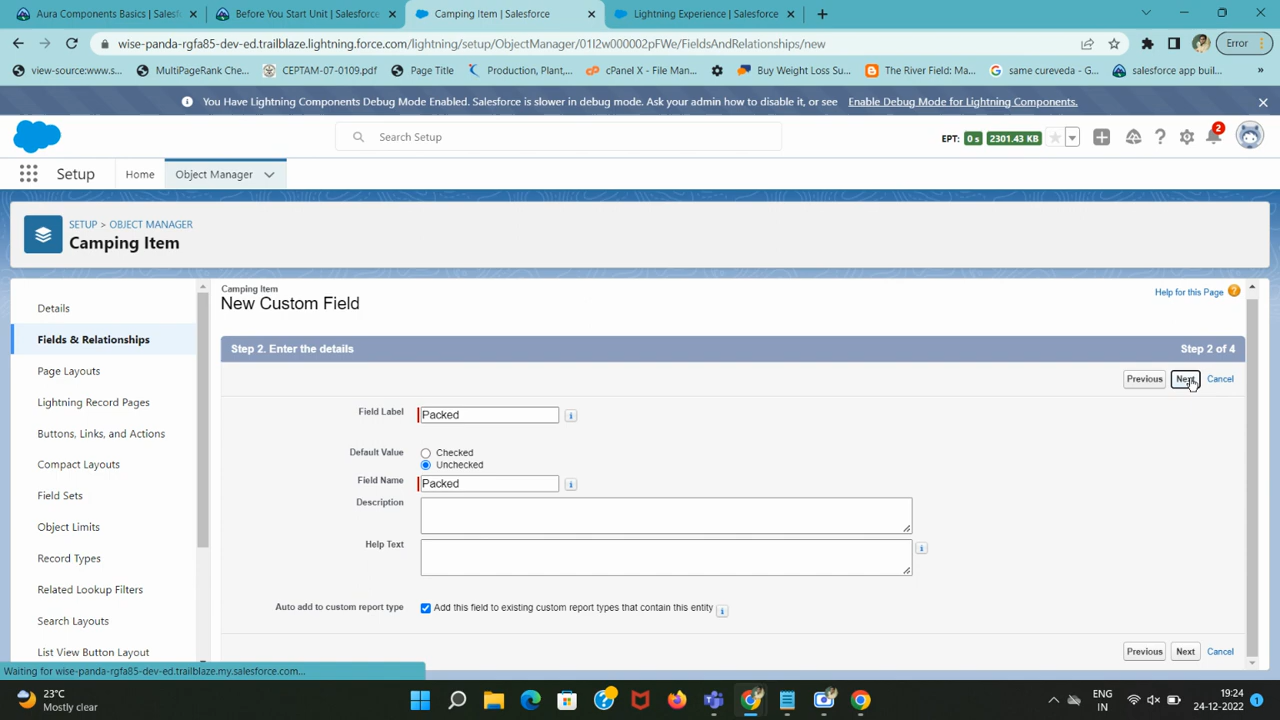 Aura Components Basics | Salesf
Before You Start Unit | Salesforce
Camping Item | Salesforce
Lightning Experience | Salesforce
wise-panda-rgfa85-dev-ed.trailblaze.lightning.force.com/lightning/setup/ObjectManager/01I2w000002pFWe/FieldsAndRelationships/new
Error
view-source:www.s...
MultiPageRank Che...
CEPTAM-07-0109.pdf
Page Title
Production, Plant,...
cPanel X - File Man...
Buy Weight Loss Su...
The River Field: Ma...
same cureveda - G...
salesforce app buil...
»
You Have Lightning Components Debug Mode Enabled. Salesforce is slower in debug mode. Ask your admin how to disable it, or see Enable Debug Mode for Lightning Components.
Search Setup
EPT: 0 s 2301.43 KB
2
Setup
Home
Object Manager
SETUP > OBJECT MANAGER
Camping Item
Details
Fields & Relationships
Page Layouts
Lightning Record Pages
Buttons, Links, and Actions
Compact Layouts
Field Sets
Object Limits
Record Types
Related Lookup Filters
Search Layouts
List View Button Layout
Camping Item
New Custom Field
Help for this Page
Step 2. Enter the details
Step 2 of 4
Previous
Next
Cancel
Field Label
Packed
Default Value
Checked
Unchecked
Field Name
Packed
Description
Help Text
Auto add to custom report type
Add this field to existing custom report types that contain this entity
Previous
Next
Cancel
Waiting for wise-panda-rgfa85-dev-ed.trailblaze.my.salesforce.com...
23°C
Mostly clear
ENG
IN
19:24
24-12-2022
1